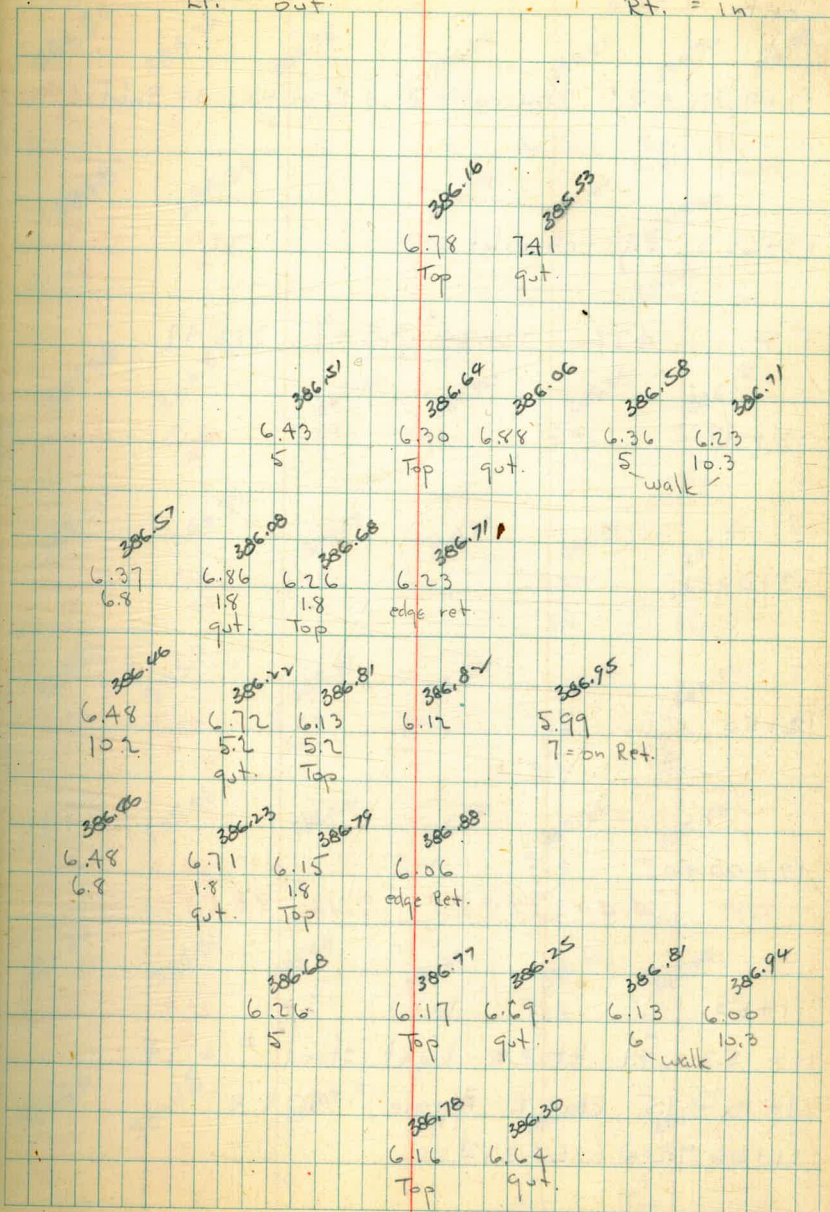 Lt. out. Rt. = in
386.16 385.53
6.78 7.41
Top gut.
386.51 386.64 386.06 386.58 386.71
6.43 6.30 6.88 6.36 6.23
5 Top gut. 5 10.3
walk
386.57 386.08 386.68 386.71
6.37 6.86 6.26 6.23
6.8 1.8 1.8 edge ret.
gut. Top
386.46 386.22 386.81 386.82 386.95
6.48 6.72 6.13 6.12 5.99
10.2 5.2 5.2 7 = on Ret.
gut. Top
386.46 386.23 386.79 386.88
6.48 6.71 6.15 6.06
6.8 1.8 1.8 edge Ret.
gut. Top
386.68 386.77 386.25 386.81 386.94
6.26 6.17 6.69 6.13 6.00
5 Top gut. 6 10.3
walk
386.78 386.30
6.16 6.64
Top gut.